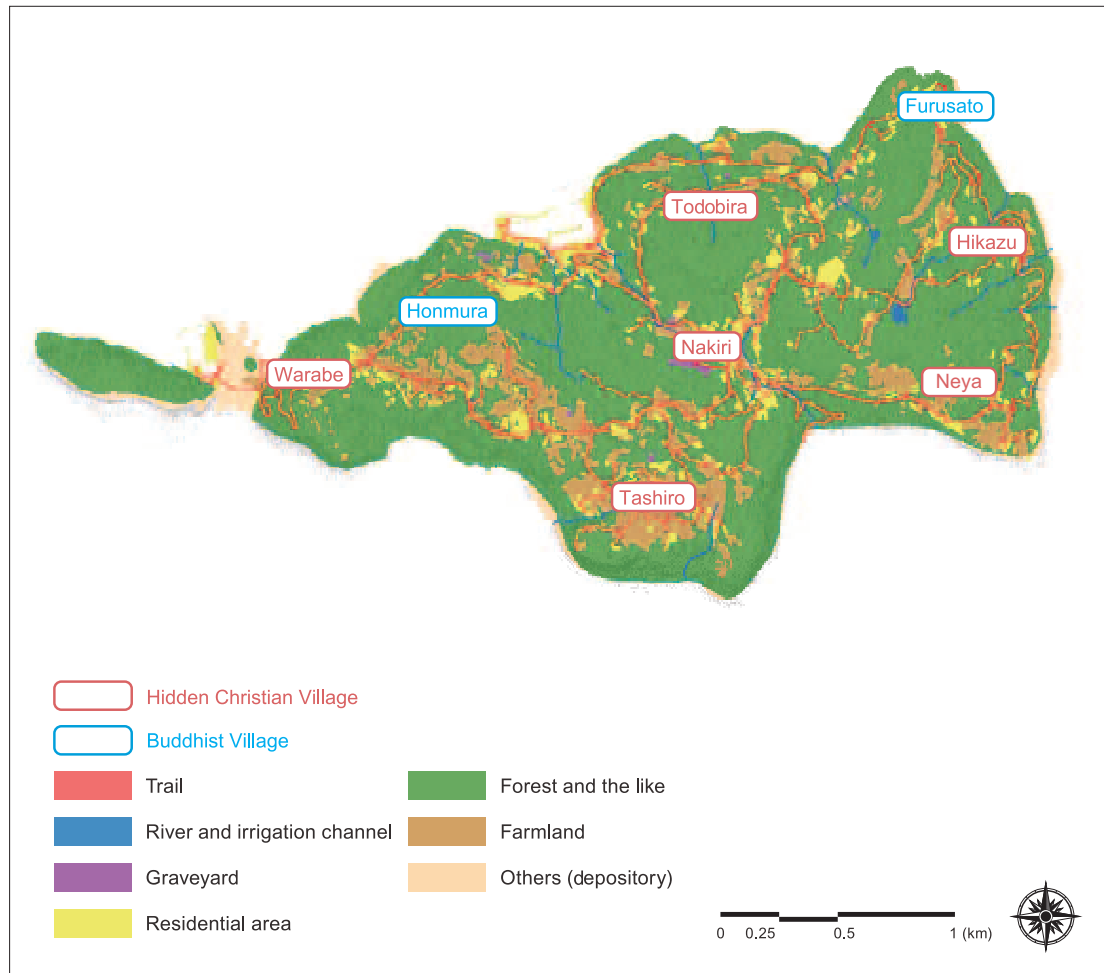 Furusato
Todobira
Hikazu
Honmura
Nakiri
Warabe
Neya
Tashiro
Hidden Christian Village
Buddhist Village
Trail
Forest and the like
River and irrigation channel
Farmland
Graveyard
Others (depository)
Residential area
0 0.25 0.5 1 (km)